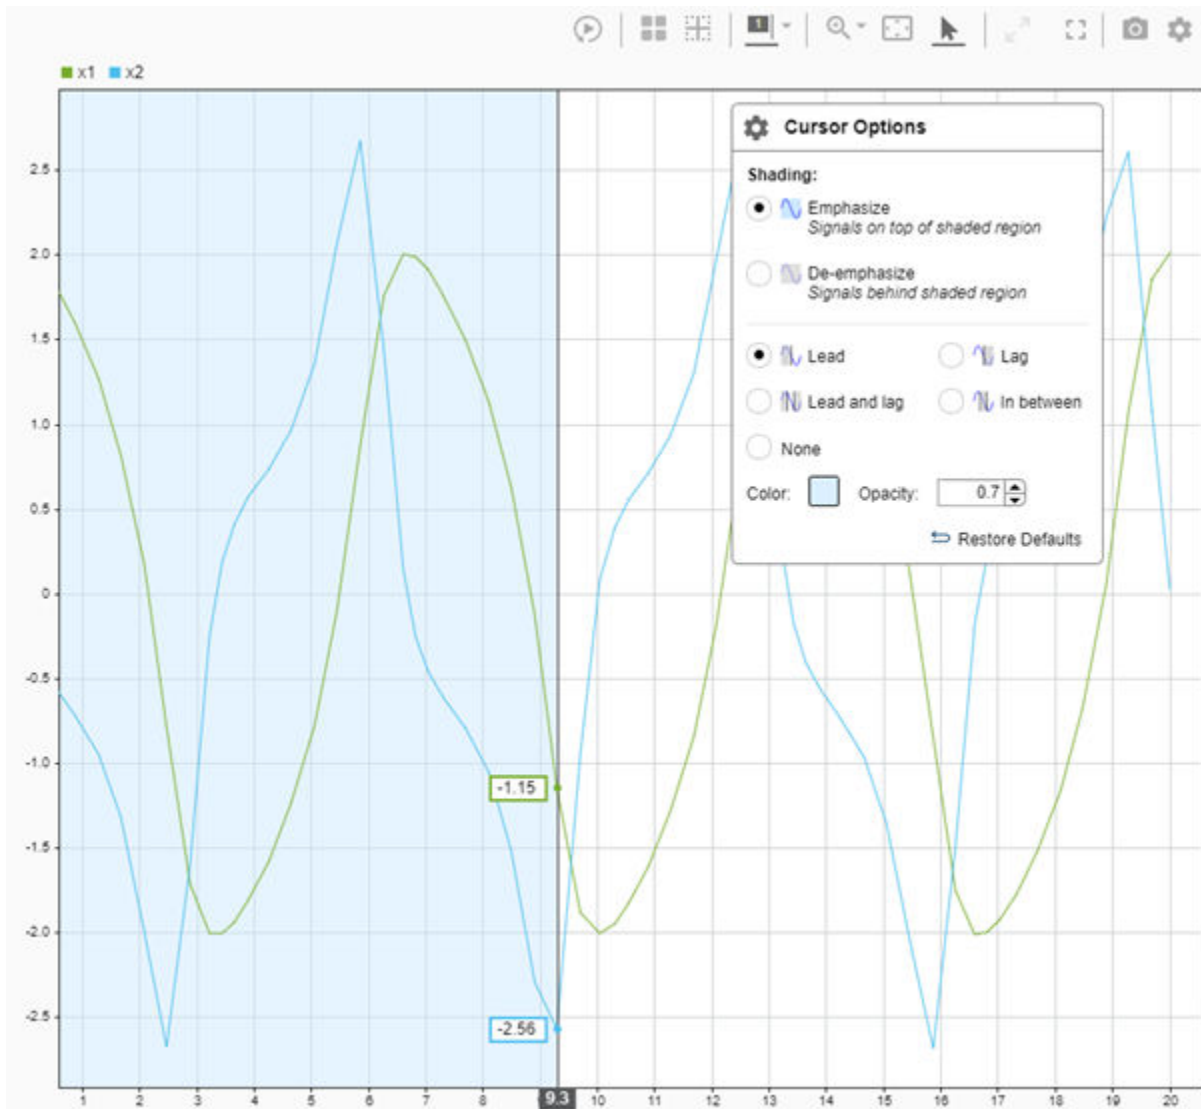 1
x1 x2
Cursor Options
Shading:
Emphasize
Signals on top of shaded region
De-emphasize
Signals behind shaded region
Lead Lag
Lead and lag In between
None
Color: Opacity: 0.7
Restore Defaults
2.5
2.0
1.5
1.0
0.5
0
-0.5
-1.0
-1.5
-2.0
-2.5
-1.15
-2.56
1 2 3 4 5 6 7 8 9.3 10 11 12 13 14 15 16 17 18 19 20